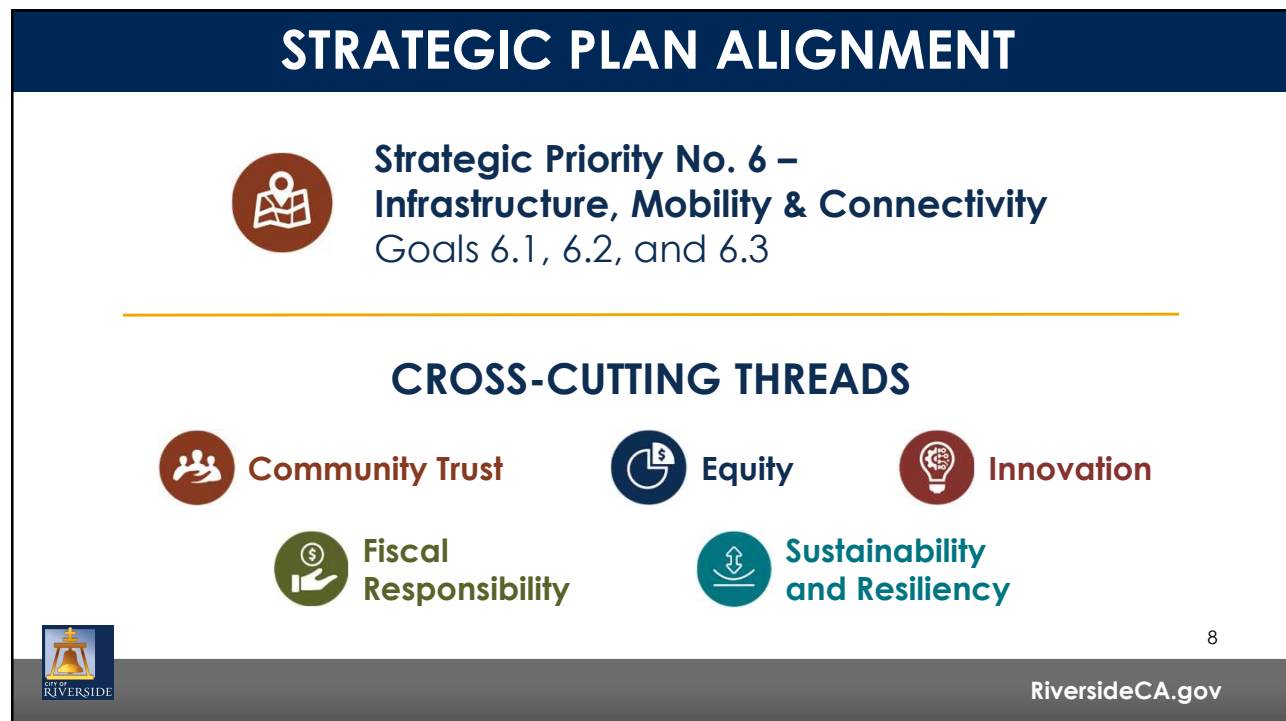 STRATEGIC PLAN ALIGNMENT
Strategic Priority No. 6 –
Infrastructure, Mobility & Connectivity
Goals 6.1, 6.2, and 6.3
CROSS-CUTTING THREADS
Community Trust
$
Equity
Innovation
$
Fiscal
Responsibility
Sustainability
and Resiliency
8
CITY OF
RIVERSIDE
RiversideCA.gov